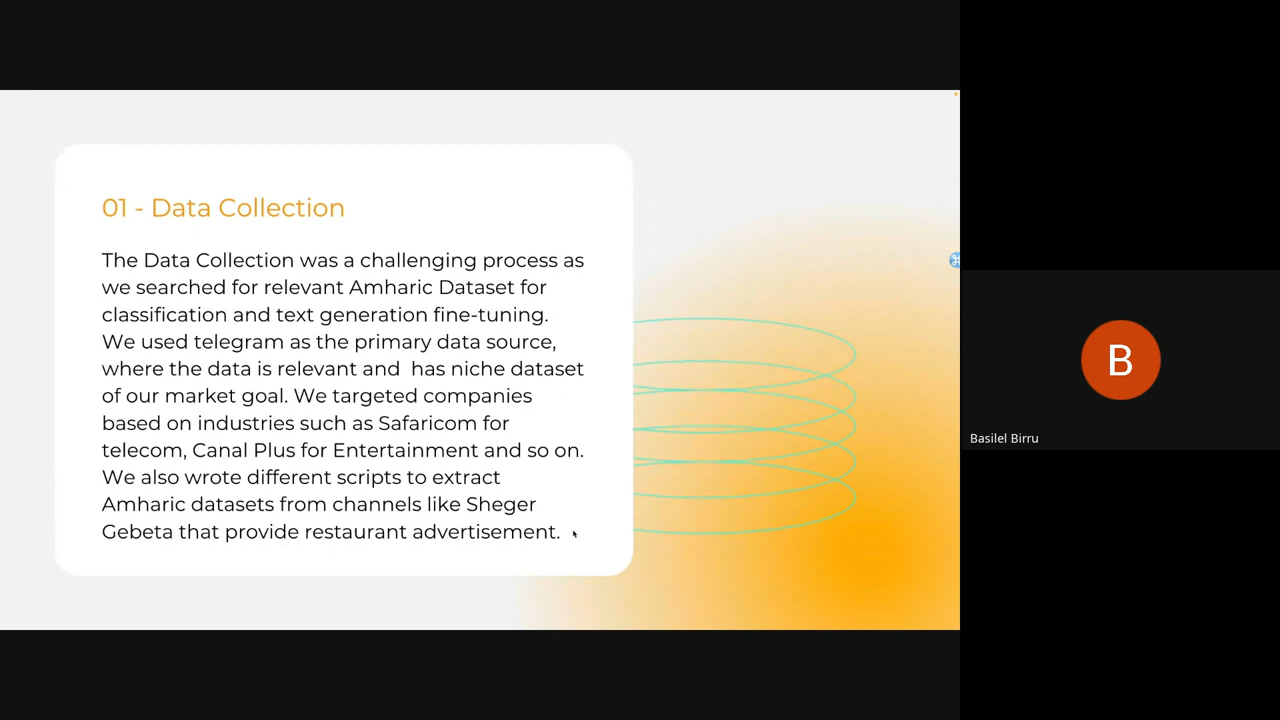 01 - Data Collection
The Data Collection was a challenging process as
we searched for relevant Amharic Dataset for
classification and text generation fine-tuning.
We used telegram as the primary data source,
where the data is relevant and  has niche dataset
of our market goal. We targeted companies
based on industries such as Safaricom for
telecom, Canal Plus for Entertainment and so on.
We also wrote different scripts to extract
Amharic datasets from channels like Sheger
Gebeta that provide restaurant advertisement.
B
Basilel Birru